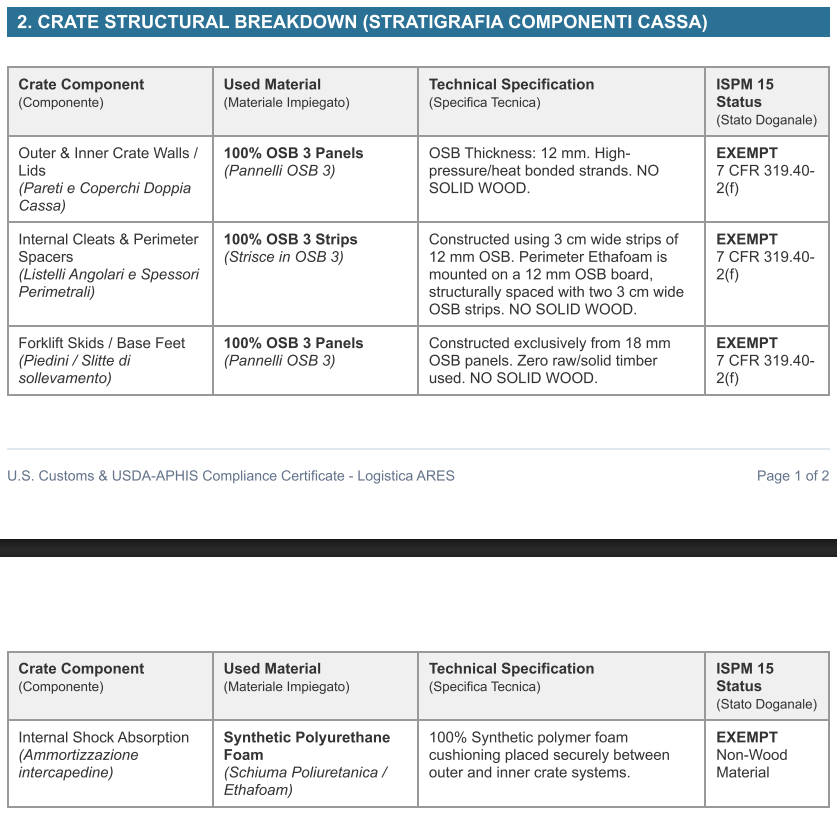 2. CRATE STRUCTURAL BREAKDOWN (STRATIGRAFIA COMPONENTI CASSA)
Crate Component
(Componente)
Used Material
(Materiale Impiegato)
Technical Specification
(Specifica Tecnica)
ISPM 15
Status
(Stato Doganale)
Outer & Inner Crate Walls /
Lids
(Pareti e Coperchi Doppia
Cassa)
100% OSB 3 Panels
(Pannelli OSB 3)
OSB Thickness: 12 mm. High-
pressure/heat bonded strands. NO
SOLID WOOD.
EXEMPT
7 CFR 319.40-
2(f)
Internal Cleats & Perimeter
Spacers
(Listelli Angolari e Spessori
Perimetrali)
100% OSB 3 Strips
(Strisce in OSB 3)
Constructed using 3 cm wide strips of
12 mm OSB. Perimeter Ethafoam is
mounted on a 12 mm OSB board,
structurally spaced with two 3 cm wide
OSB strips. NO SOLID WOOD.
EXEMPT
7 CFR 319.40-
2(f)
Forklift Skids / Base Feet
(Piedini / Slitte di
sollevamento)
100% OSB 3 Panels
(Pannelli OSB 3)
Constructed exclusively from 18 mm
OSB panels. Zero raw/solid timber
used. NO SOLID WOOD.
EXEMPT
7 CFR 319.40-
2(f)
U.S. Customs & USDA-APHIS Compliance Certificate - Logistica ARES
Page 1 of 2
Crate Component
(Componente)
Used Material
(Materiale Impiegato)
Technical Specification
(Specifica Tecnica)
ISPM 15
Status
(Stato Doganale)
Internal Shock Absorption
(Ammortizzazione
intercapedine)
Synthetic Polyurethane
Foam
(Schiuma Poliuretanica /
Ethafoam)
100% Synthetic polymer foam
cushioning placed securely between
outer and inner crate systems.
EXEMPT
Non-Wood
Material